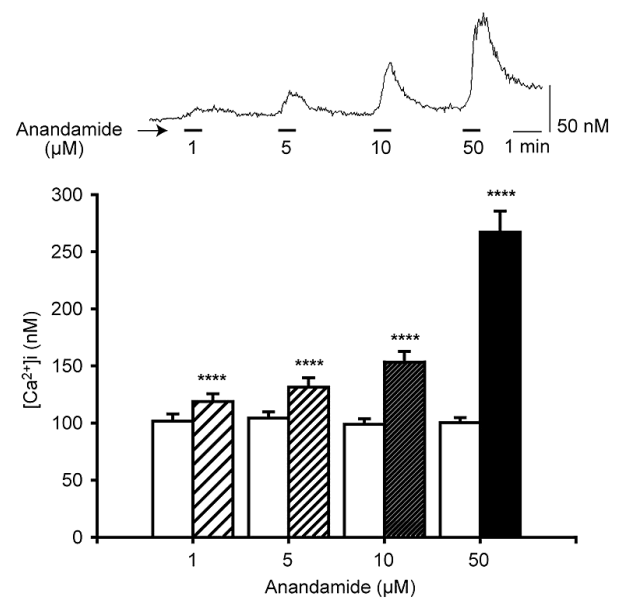 Anandamide
(µM)
1 5 10 50 1 min
50 nM
300
250
200
150
100
50
0
[Ca²⁺]i (nM)
****
****
****
****
1 5 10 50
Anandamide (µM)